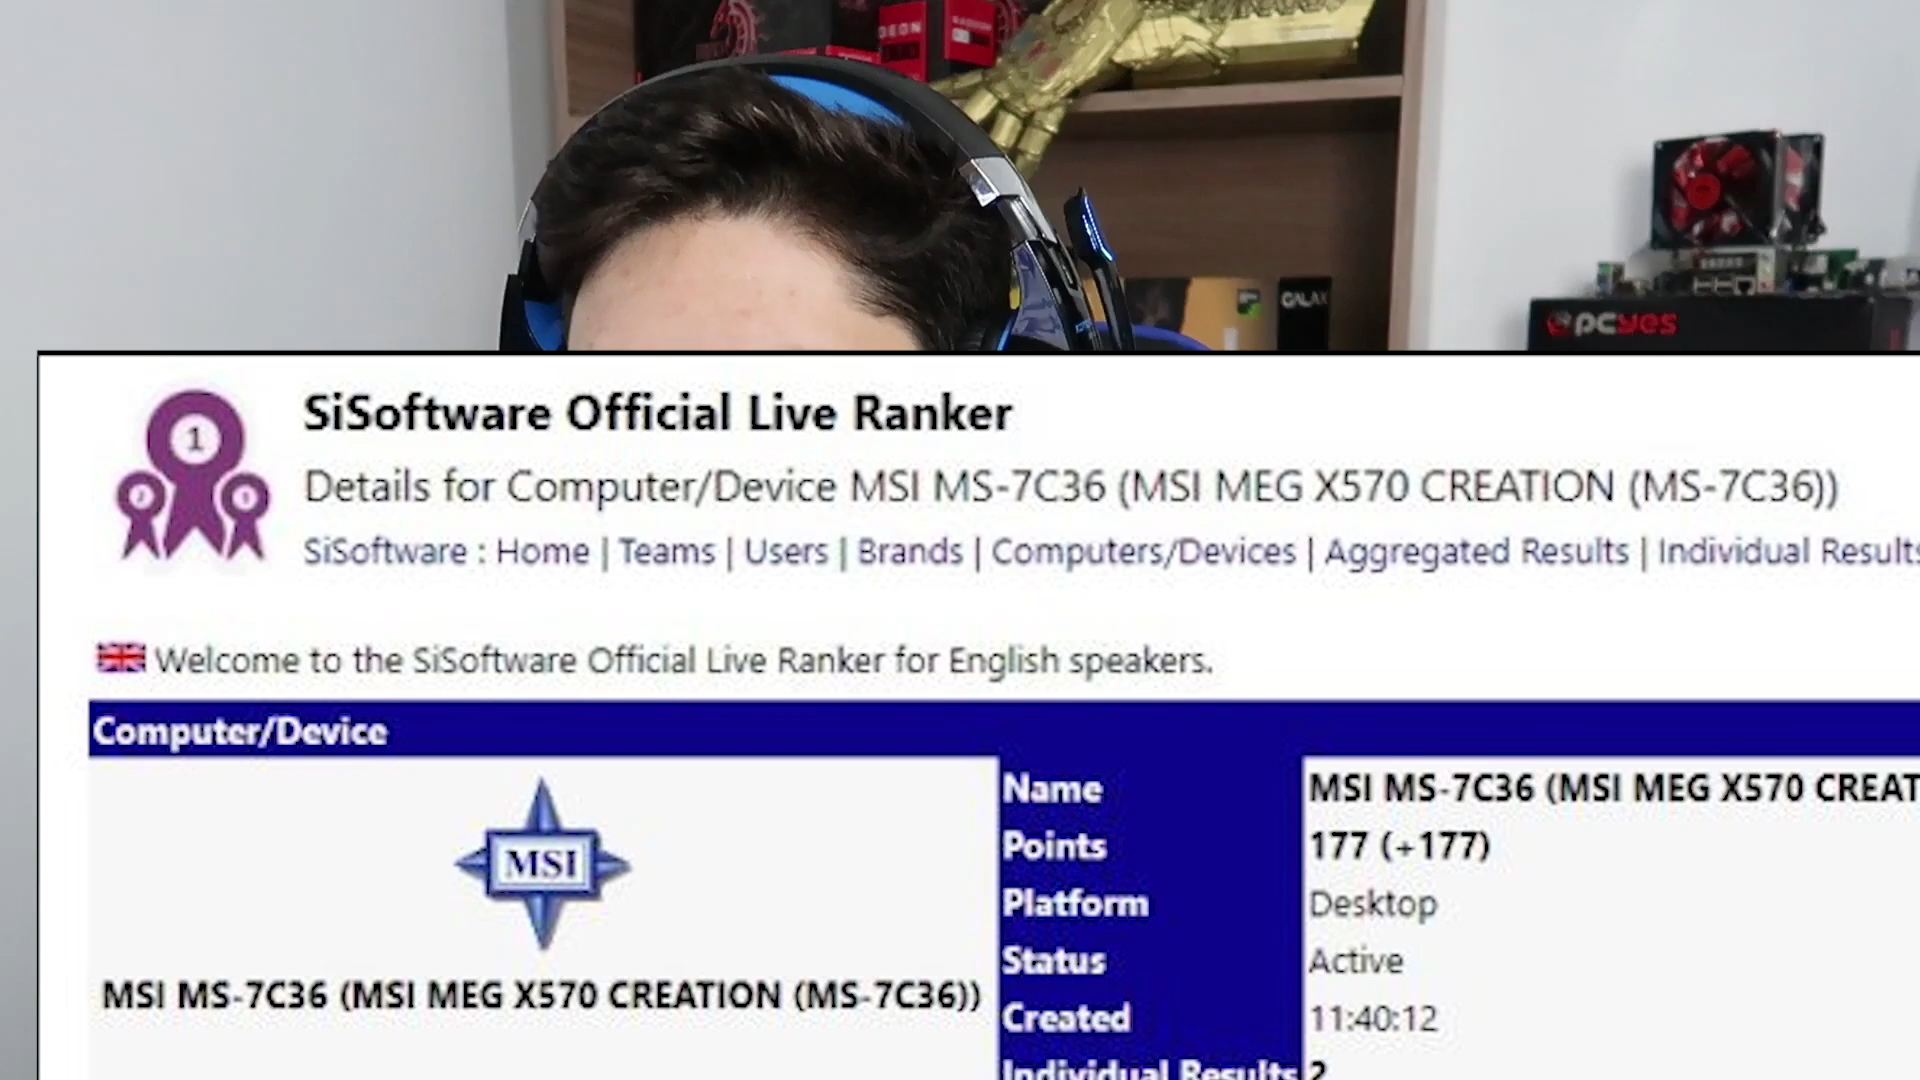 GALAX
pcyes
1
SiSoftware Official Live Ranker
Details for Computer/Device MSI MS-7C36 (MSI MEG X570 CREATION (MS-7C36))
SiSoftware : Home | Teams | Users | Brands | Computers/Devices | Aggregated Results | Individual Results
Welcome to the SiSoftware Official Live Ranker for English speakers.
Computer/Device
MSI
MSI MS-7C36 (MSI MEG X570 CREATION (MS-7C36))
Name MSI MS-7C36 (MSI MEG X570 CREAT
Points 177 (+177)
Platform Desktop
Status Active
Created 11:40:12
Individual Results 2